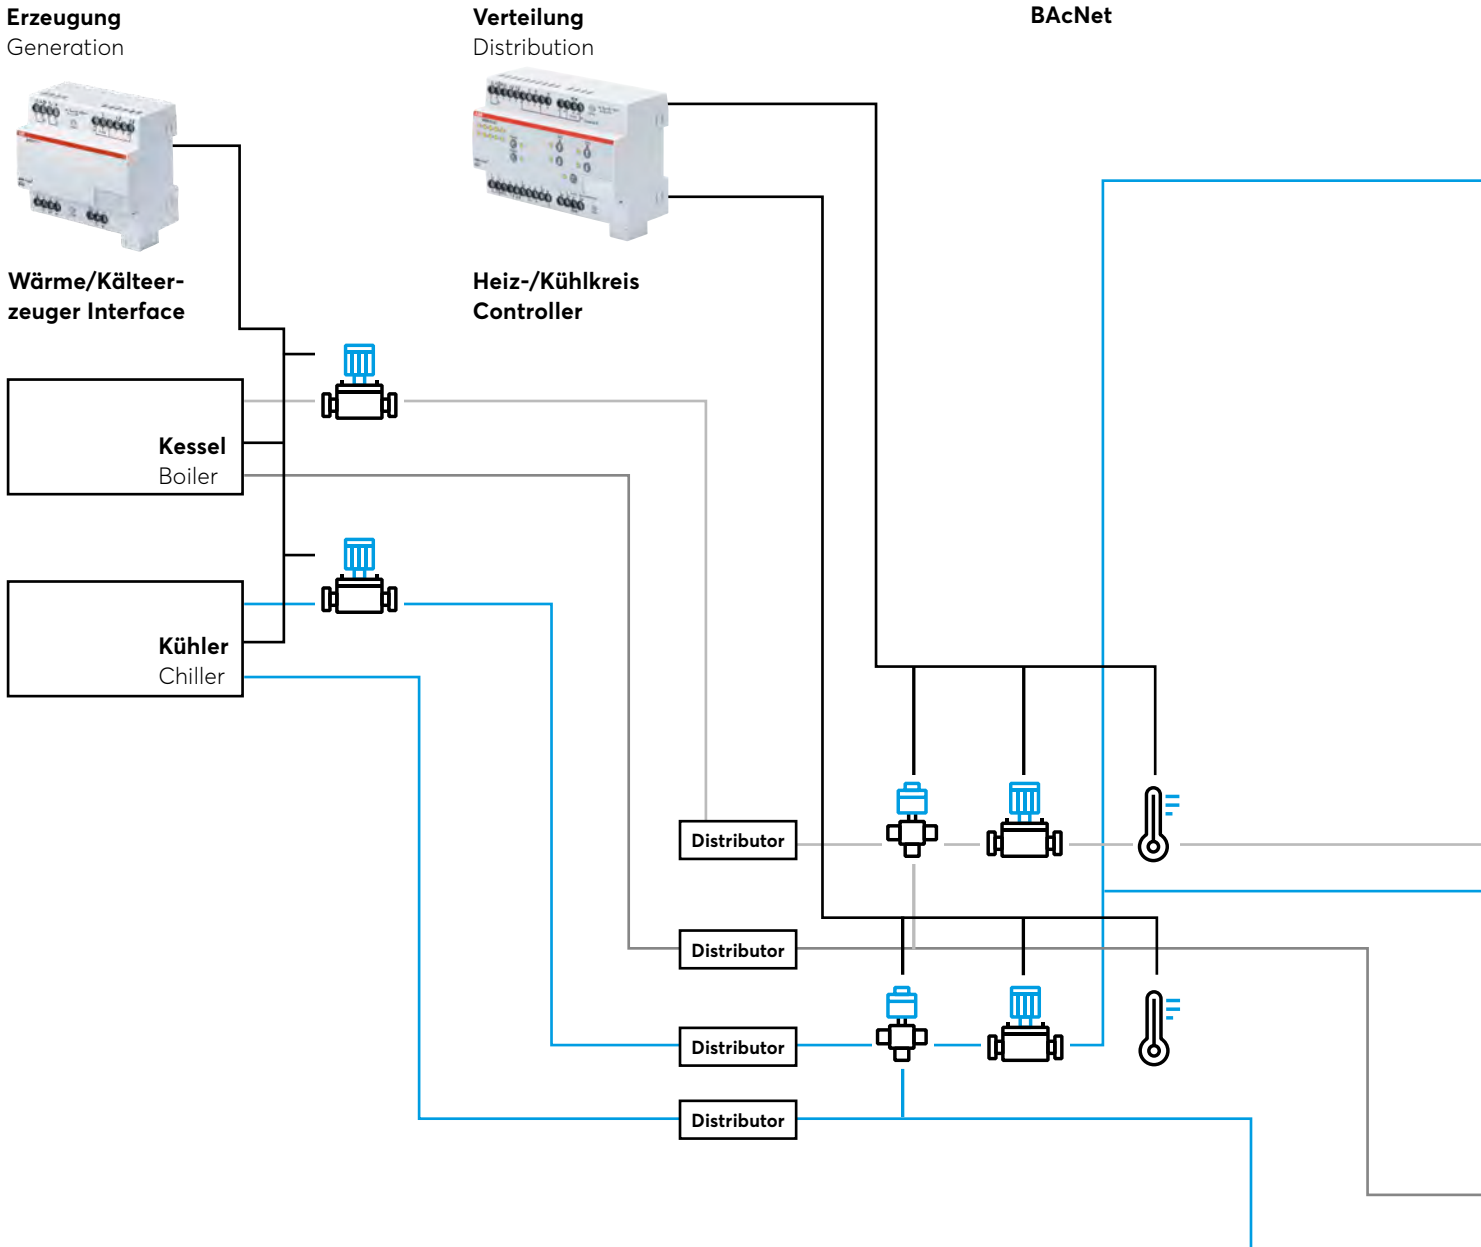 Erzeugung
Generation
Verteilung
Distribution
BAcNet
Wärme/Kälteer-
zeuger Interface
Heiz-/Kühlkreis
Controller
Kessel
Boiler
Kühler
Chiller
Distributor
Distributor
Distributor
Distributor